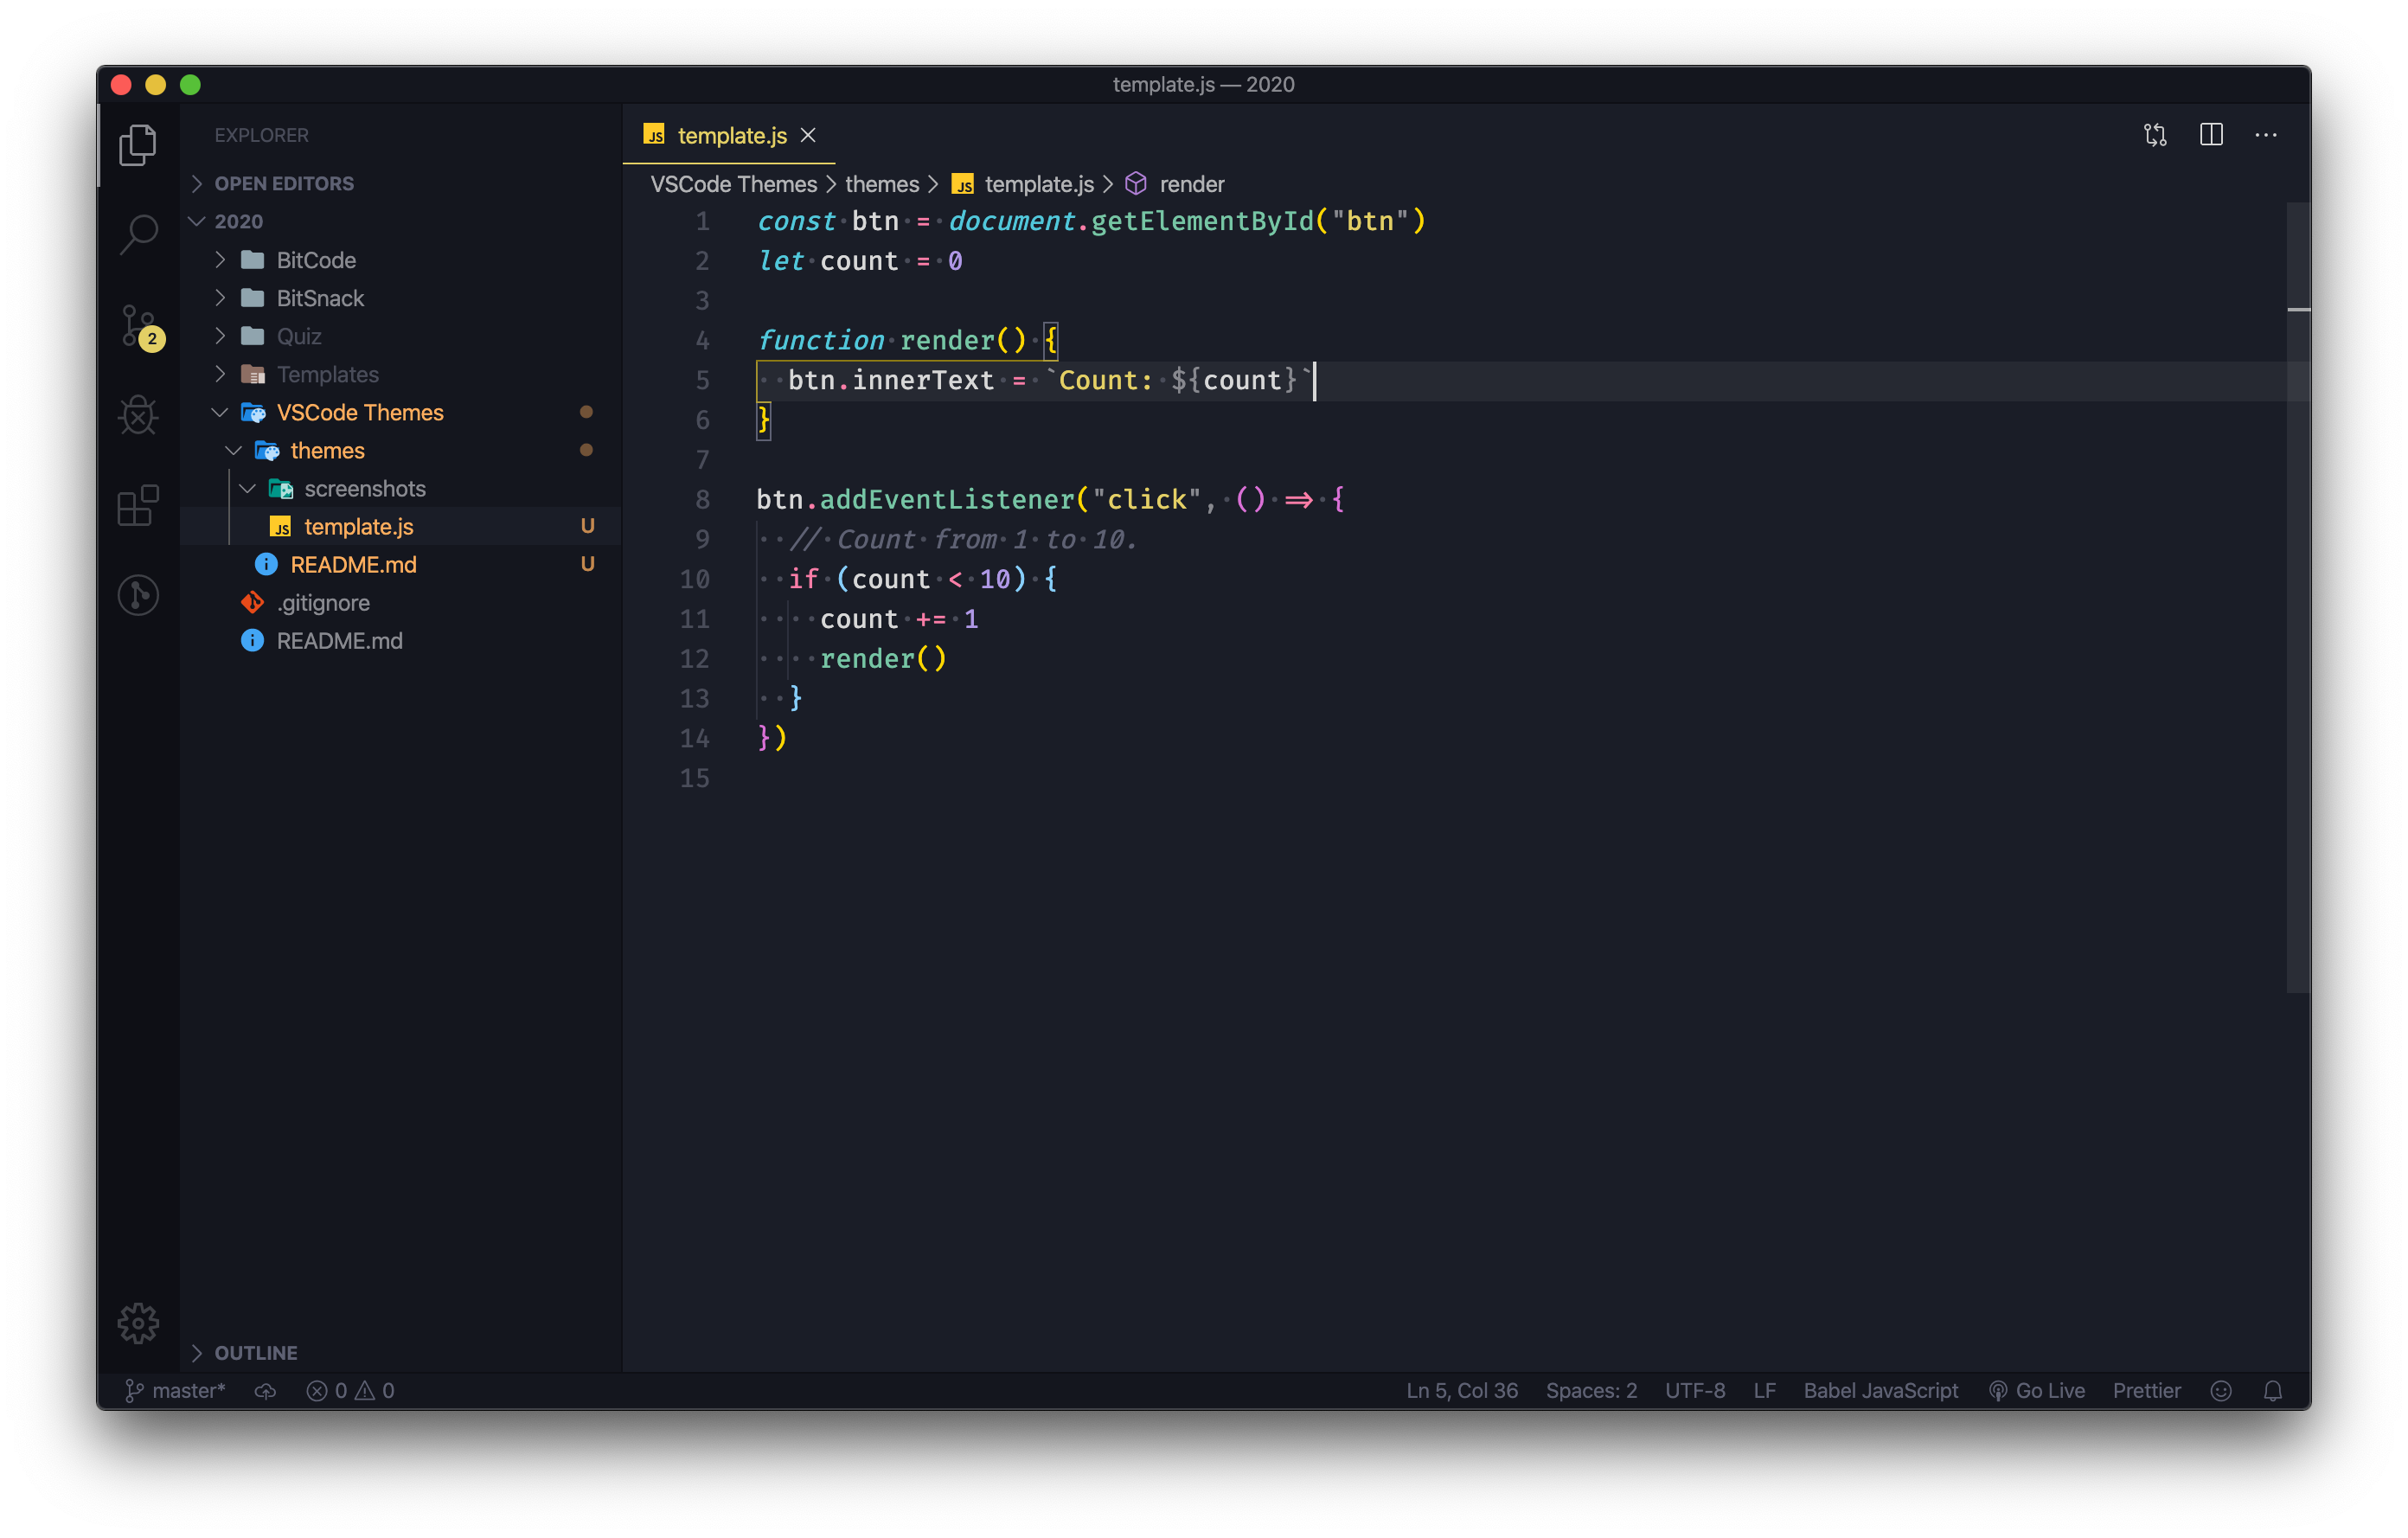 template.js — 2020
EXPLORER
OPEN EDITORS
2020
BitCode
BitSnack
Quiz
Templates
VSCode Themes
themes
screenshots
JS template.js U
README.md U
.gitignore
README.md
OUTLINE
2
JS template.js
VSCode Themes > themes > JS template.js > render
1 const btn = document.getElementById("btn")
2 let count = 0
3
4 function render() {
5   btn.innerText = `Count: ${count}`
6 }
7
8 btn.addEventListener("click", () => {
9   // Count from 1 to 10.
10   if (count < 10) {
11     count += 1
12     render()
13   }
14 })
15
master* 0 0 Ln 5, Col 36 Spaces: 2 UTF-8 LF Babel JavaScript Go Live Prettier